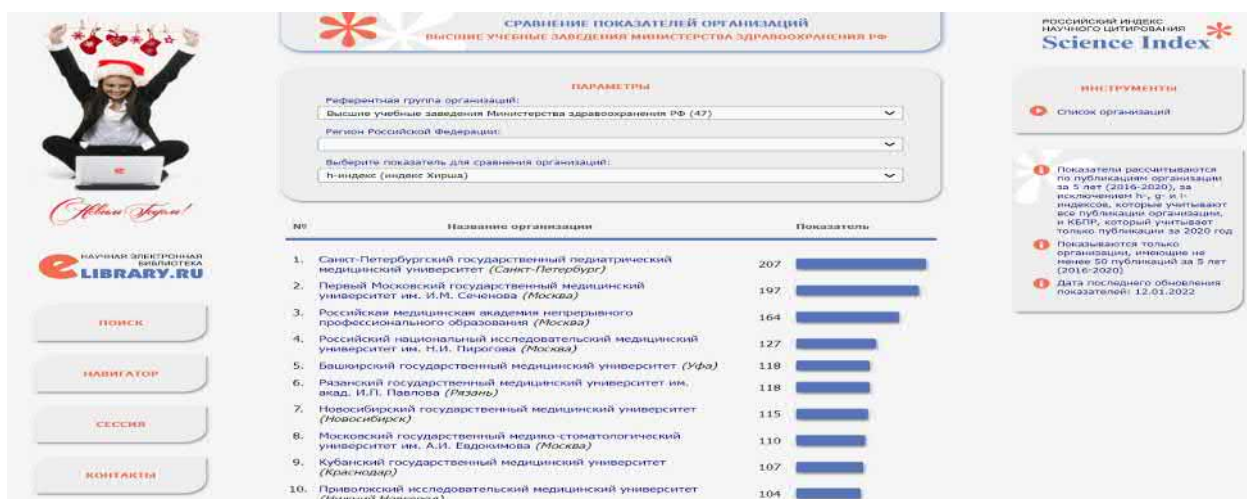 СРАВНЕНИЕ ПОКАЗАТЕЛЕЙ ОРГАНИЗАЦИЙ
ВЫСШИЕ УЧЕБНЫЕ ЗАВЕДЕНИЯ МИНИСТЕРСТВА ЗДРАВООХРАНЕНИЯ РФ
ПАРАМЕТРЫ
Референтная группа организаций:
Высшие учебные заведения Министерства здравоохранения РФ (47)
Регион Российской Федерации:
Выберите показатель для сравнения организаций:
h-индекс (индекс Хирша)
№ Название организации Показатель
1. Санкт-Петербургский государственный педиатрический
медицинский университет (Санкт-Петербург) 207
2. Первый Московский государственный медицинский
университет им. И.М. Сеченова (Москва) 197
3. Российская медицинская академия непрерывного
профессионального образования (Москва) 164
4. Российский национальный исследовательский медицинский
университет им. Н.И. Пирогова (Москва) 127
5. Башкирский государственный медицинский университет (Уфа) 118
6. Рязанский государственный медицинский университет им.
акад. И.П. Павлова (Рязань) 118
7. Новосибирский государственный медицинский университет
(Новосибирск) 115
8. Московский государственный медико-стоматологический
университет им. А.И. Евдокимова (Москва) 110
9. Кубанский государственный медицинский университет
(Краснодар) 107
10. Приволжский исследовательский медицинский университет
(Нижний Новгород) 104
С Новым Годом!
НАУЧНАЯ ЭЛЕКТРОННАЯ
БИБЛИОТЕКА
eLIBRARY.RU
ПОИСК
НАВИГАТОР
СЕССИЯ
КОНТАКТЫ
РОССИЙСКИЙ ИНДЕКС
НАУЧНОГО ЦИТИРОВАНИЯ
Science Index
ИНСТРУМЕНТЫ
Список организаций
Показатели рассчитываются
по публикациям организации
за 5 лет (2016-2020), за
исключением h-, g- и i-
индексов, которые учитывают
все публикации организации,
и КБПР, который учитывает
только публикации за 2020 год
Показываются только
организации, имеющие не
менее 50 публикаций за 5 лет
(2016-2020)
Дата последнего обновления
показателей: 12.01.2022